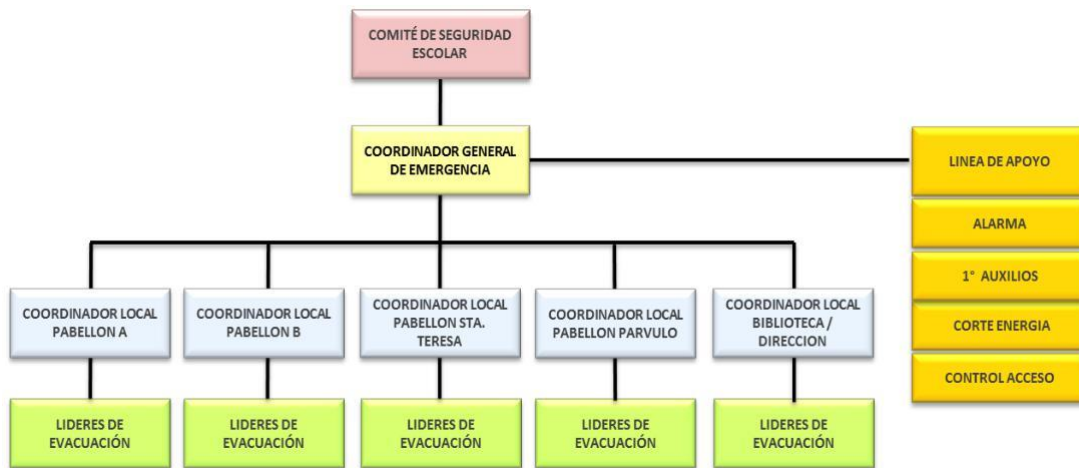 COMITÉ DE SEGURIDAD
ESCOLAR
COORDINADOR GENERAL
DE EMERGENCIA
LINEA DE APOYO
ALARMA
1° AUXILIOS
CORTE ENERGIA
CONTROL ACCESO
COORDINADOR LOCAL
PABELLON A
COORDINADOR LOCAL
PABELLON B
COORDINADOR LOCAL
PABELLON STA.
TERESA
COORDINADOR LOCAL
PABELLON PARVULO
COORDINADOR LOCAL
BIBLIOTECA /
DIRECCION
LIDERES DE
EVACUACIÓN
LIDERES DE
EVACUACIÓN
LIDERES DE
EVACUACIÓN
LIDERES DE
EVACUACIÓN
LIDERES DE
EVACUACIÓN